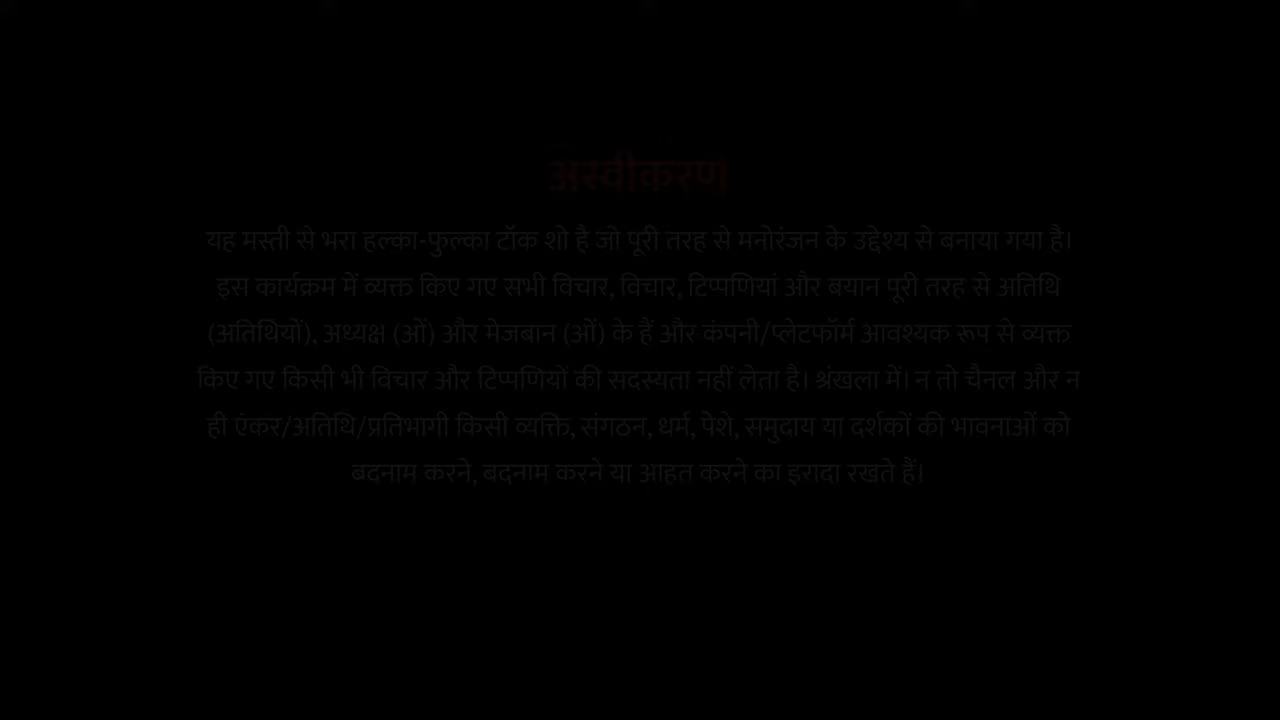 अस्वीकरण
यह मस्ती से भरा हल्का-फुल्का टॉक शो है जो पूरी तरह से मनोरंजन के उद्देश्य से बनाया गया है।
इस कार्यक्रम में व्यक्त किए गए सभी विचार, विचार, टिप्पणियां और बयान पूरी तरह से अतिथि
(अतिथियों), अध्यक्ष (ओं) और मेजबान (ओं) के हैं और कंपनी/प्लेटफॉर्म आवश्यक रूप से व्यक्त
किए गए किसी भी विचार और टिप्पणियों की सदस्यता नहीं लेता है। श्रंखला में। न तो चैनल और न
ही एंकर/अतिथि/प्रतिभागी किसी व्यक्ति, संगठन, धर्म, पेशे, समुदाय या दर्शकों की भावनाओं को
बदनाम करने, बदनाम करने या आहत करने का इरादा रखते हैं।